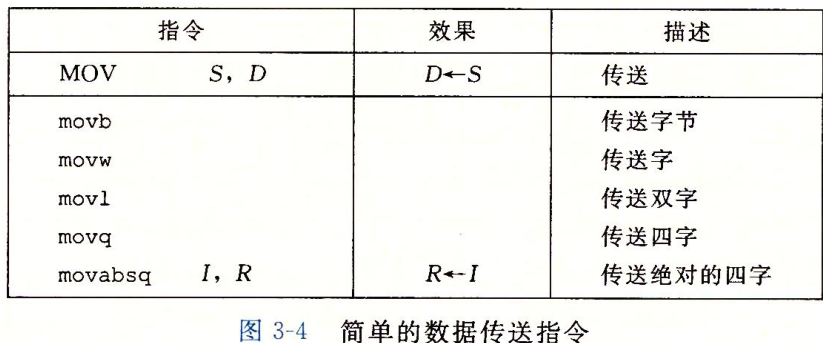 指令 效果 描述
MOV S, D D←S 传送
movb 传送字节
movw 传送字
movl 传送双字
movq 传送四字
movabsq I, R R←I 传送绝对的四字
图 3-4 简单的数据传送指令